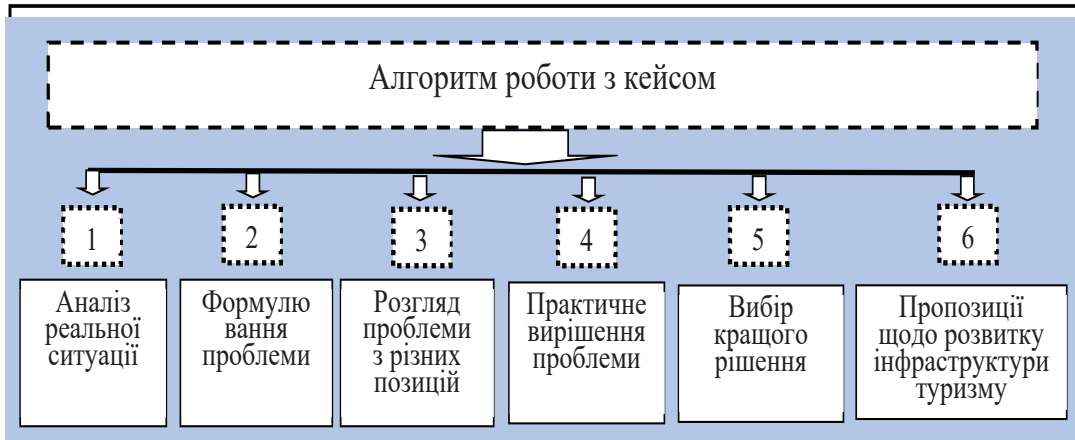 Алгоритм роботи з кейсом
1
2
3
4
5
6
Аналіз
реальної
ситуації
Формулю
вання
проблеми
Розгляд
проблеми
з різних
позицій
Практичне
вирішення
проблеми
Вибір
кращого
рішення
Пропозиції
щодо розвитку
інфраструктури
туризму